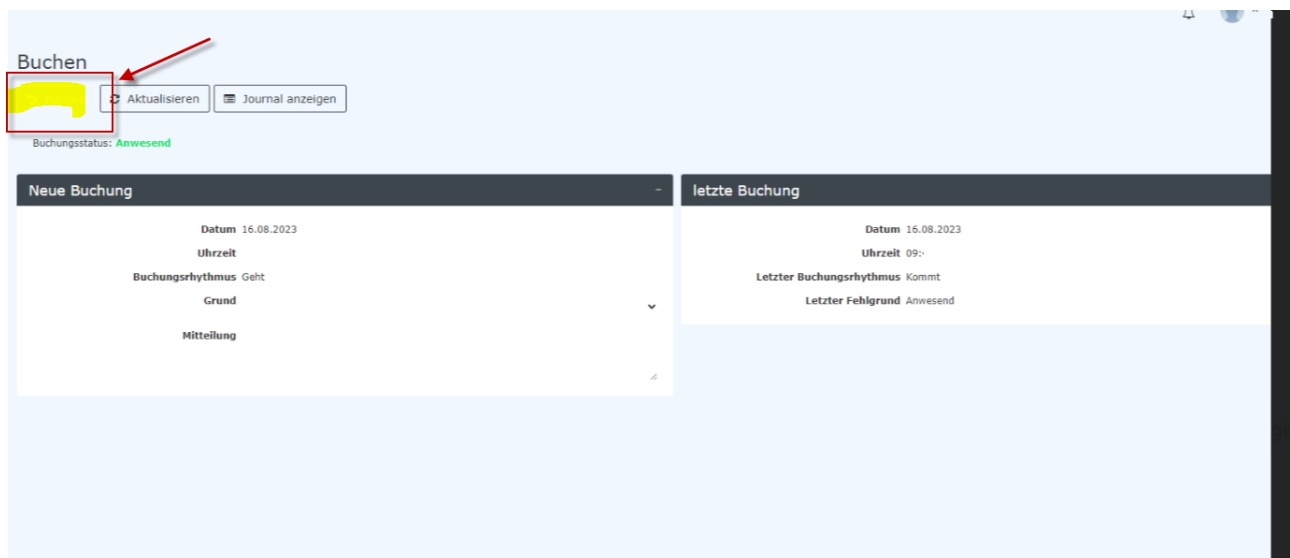 Buchen
Aktualisieren Journal anzeigen
Buchungsstatus: Anwesend
Neue Buchung
Datum 16.08.2023
Uhrzeit
Buchungsrhythmus Geht
Grund
Mitteilung
letzte Buchung
Datum 16.08.2023
Uhrzeit 09:
Letzter Buchungsrhythmus Kommt
Letzter Fehlgrund Anwesend